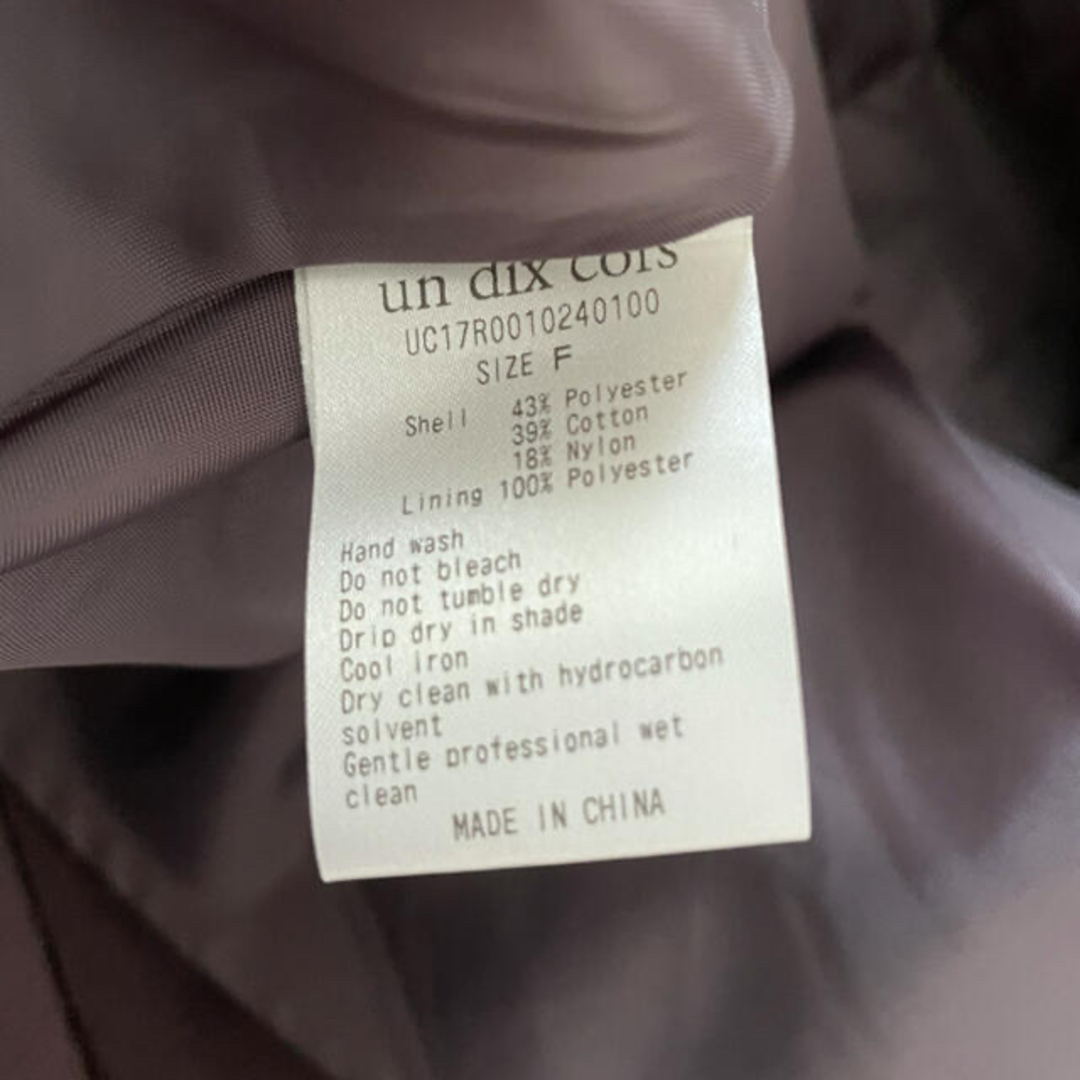 un dix cors
UC17R0010240100
SIZE F
Shell 43% Polyester
39% Cotton
18% Nylon
Lining 100% Polyester
Hand wash
Do not bleach
Do not tumble dry
Drip dry in shade
Cool iron
Dry clean with hydrocarbon
solvent
Gentle professional wet
clean
MADE IN CHINA